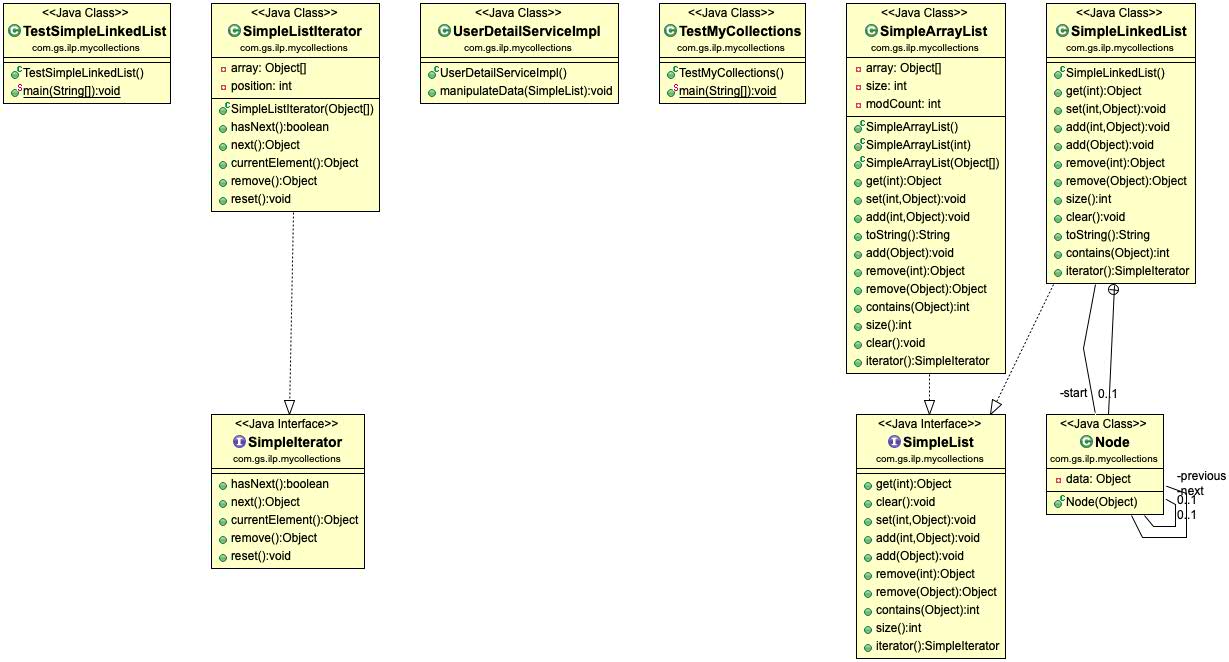 <<Java Class>>
TestSimpleLinkedList
com.gs.ilp.mycollections
TestSimpleLinkedList()
main(String[]):void
<<Java Class>>
SimpleListIterator
com.gs.ilp.mycollections
array: Object[]
position: int
SimpleListIterator(Object[])
hasNext():boolean
next():Object
currentElement():Object
remove():Object
reset():void
<<Java Class>>
UserDetailServiceImpl
com.gs.ilp.mycollections
UserDetailServiceImpl()
manipulateData(SimpleList):void
<<Java Class>>
TestMyCollections
com.gs.ilp.mycollections
TestMyCollections()
main(String[]):void
<<Java Class>>
SimpleArrayList
com.gs.ilp.mycollections
array: Object[]
size: int
modCount: int
SimpleArrayList()
SimpleArrayList(int)
SimpleArrayList(Object[])
get(int):Object
set(int,Object):void
add(int,Object):void
toString():String
add(Object):void
remove(int):Object
remove(Object):Object
contains(Object):int
size():int
clear():void
iterator():SimpleIterator
<<Java Class>>
SimpleLinkedList
com.gs.ilp.mycollections
SimpleLinkedList()
get(int):Object
set(int,Object):void
add(int,Object):void
add(Object):void
remove(int):Object
remove(Object):Object
size():int
clear():void
toString():String
contains(Object):int
iterator():SimpleIterator
-start 0..1
<<Java Interface>>
SimpleIterator
com.gs.ilp.mycollections
hasNext():boolean
next():Object
currentElement():Object
remove():Object
reset():void
<<Java Interface>>
SimpleList
com.gs.ilp.mycollections
get(int):Object
clear():void
set(int,Object):void
add(int,Object):void
add(Object):void
remove(int):Object
remove(Object):Object
contains(Object):int
size():int
iterator():SimpleIterator
<<Java Class>>
Node
com.gs.ilp.mycollections
data: Object
Node(Object)
-previous
-next
0..1
0..1